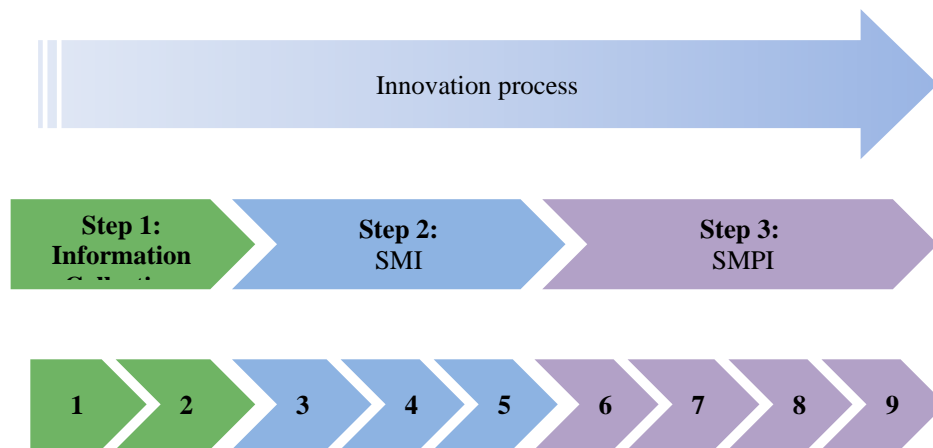 Innovation process
Step 1:
Information
Step 2:
SMI
Step 3:
SMPI
1 2 3 4 5 6 7 8 9